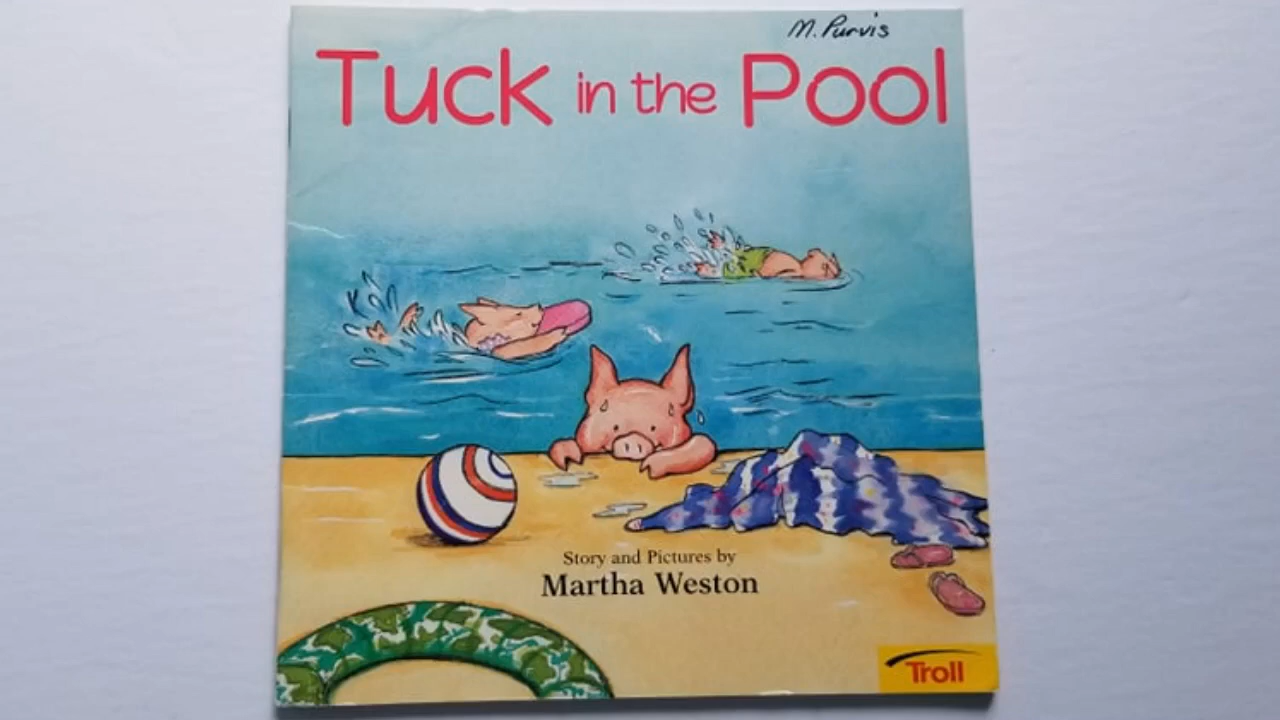 M. Purvis
Tuck in the Pool
Story and Pictures by
Martha Weston
Troll